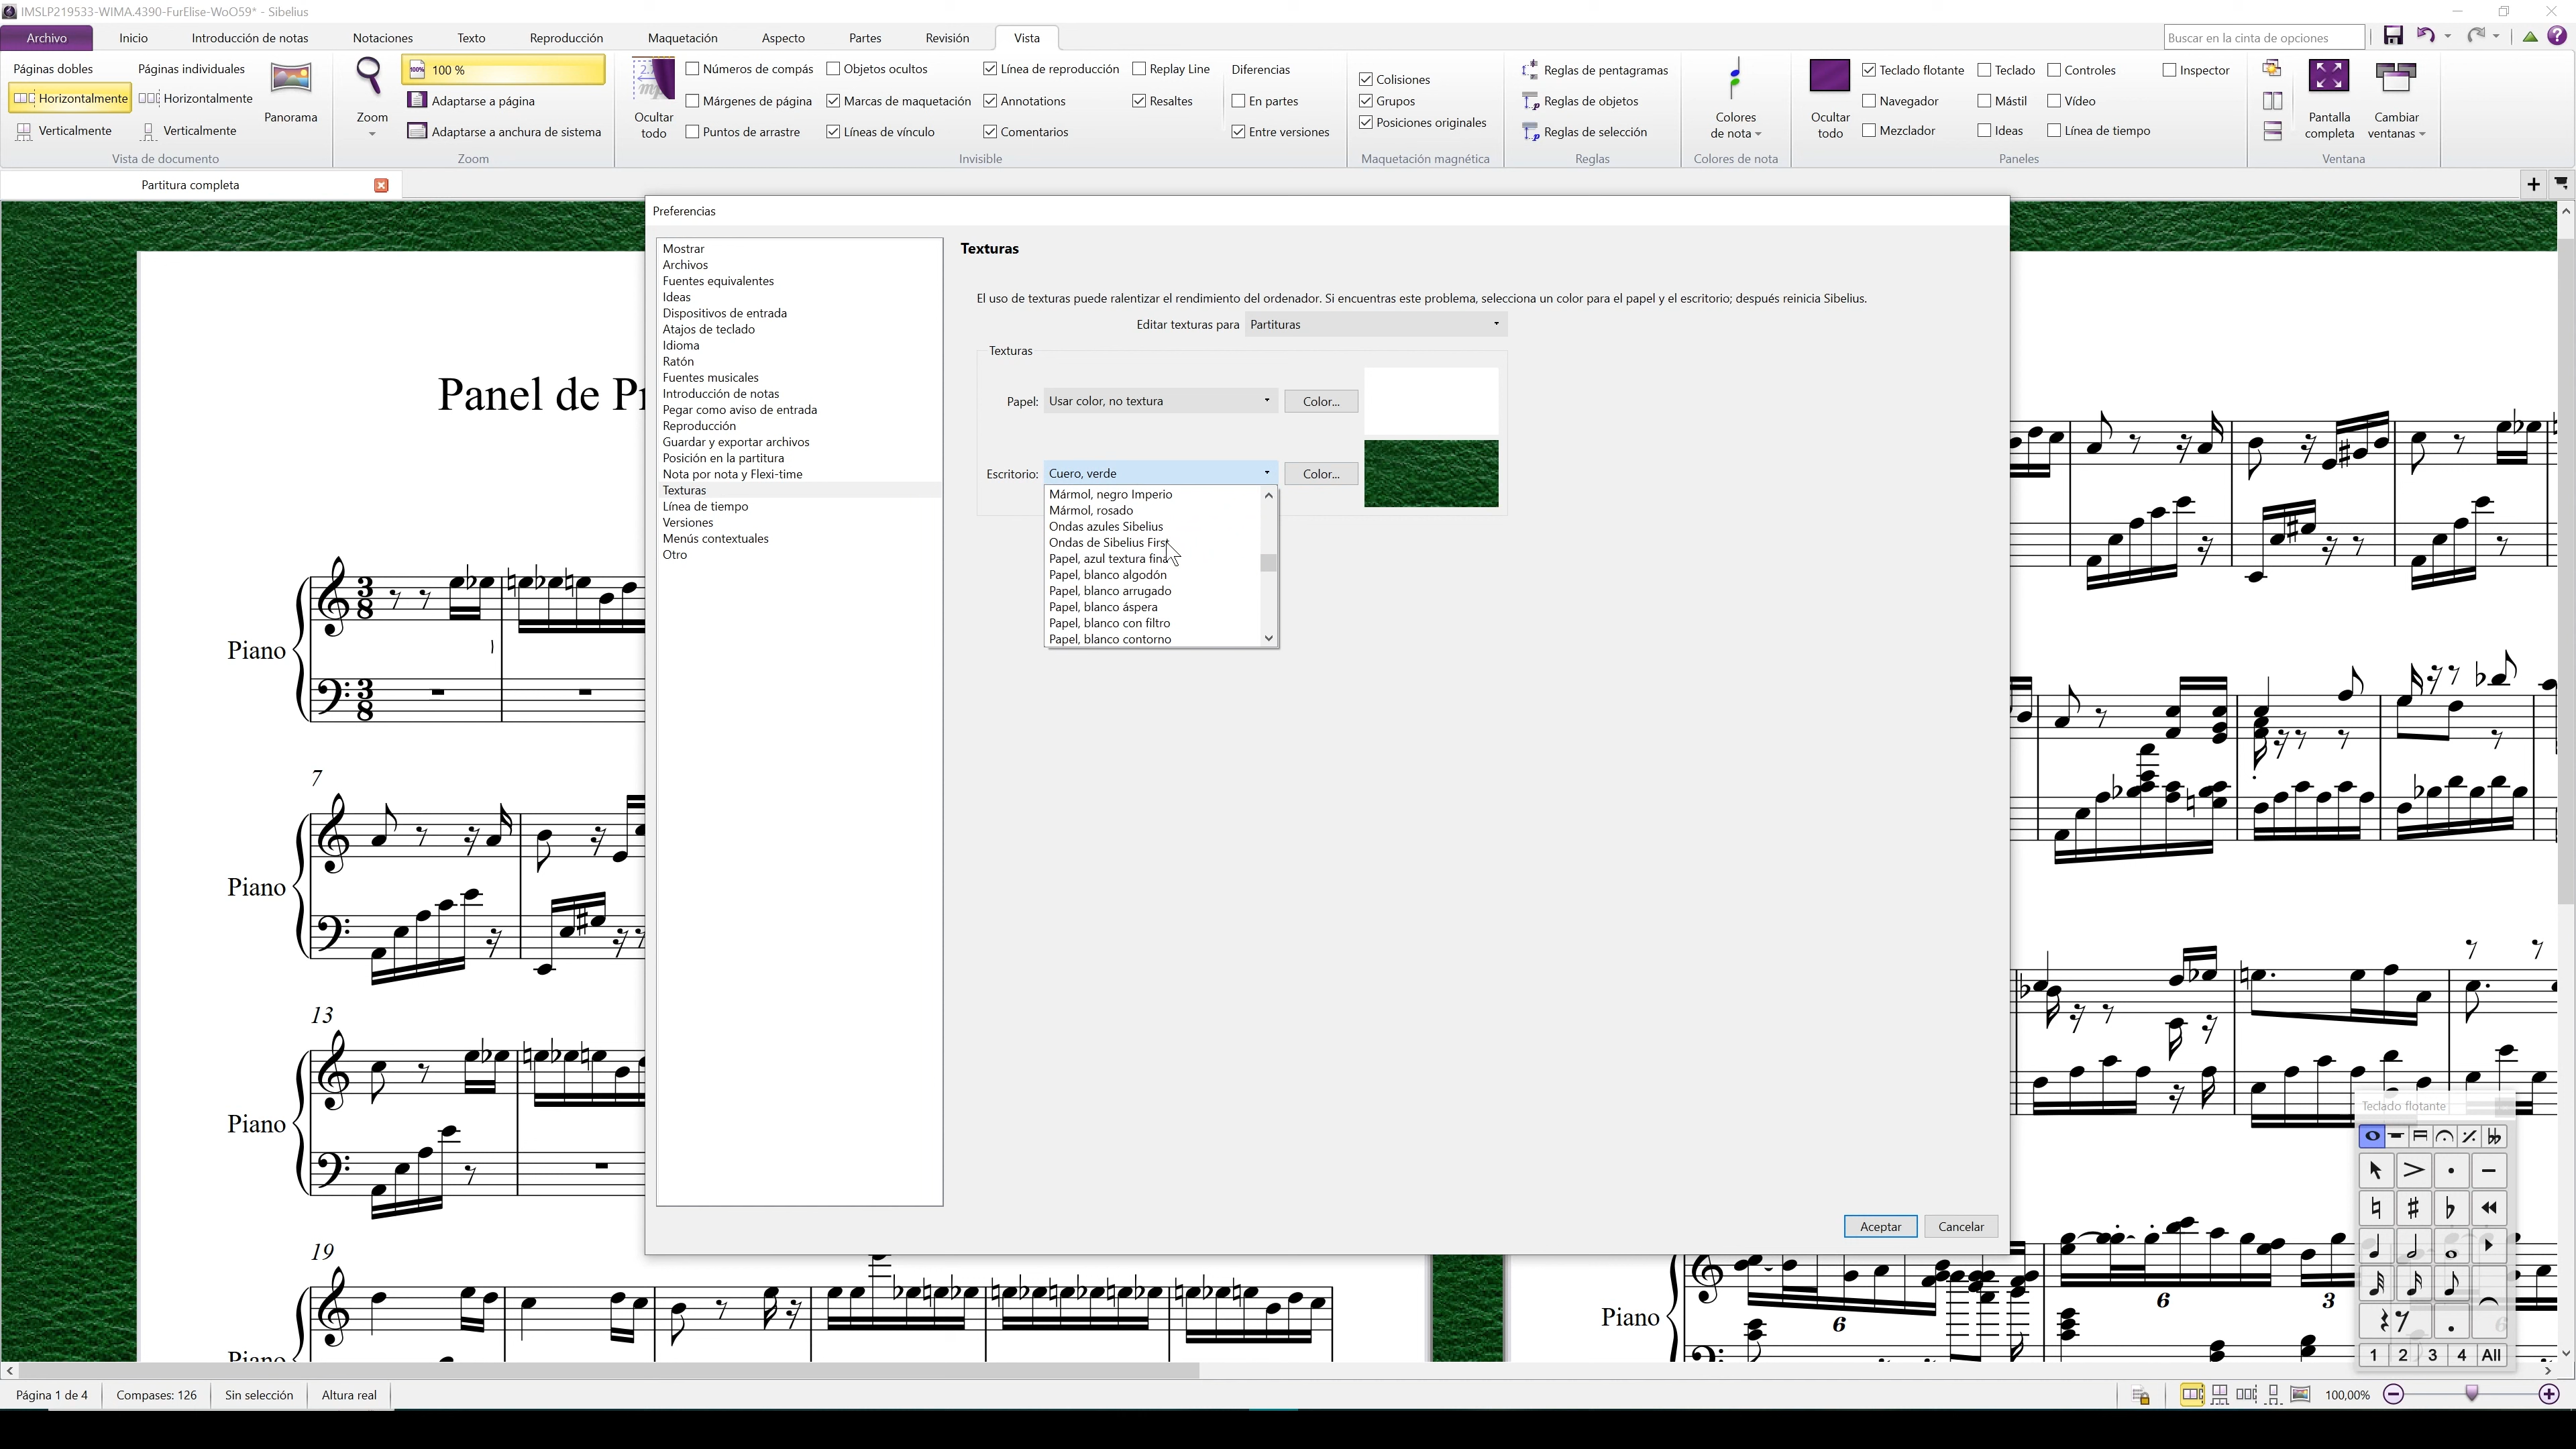 IMSLP219533-WIMA.4390-FurElise-WoO59* - Sibelius
Archivo
Inicio
Introducción de notas
Notaciones
Texto
Reproducción
Maquetación
Aspecto
Partes
Revisión
Vista
Buscar en la cinta de opciones
Páginas dobles
Páginas individuales
Horizontalmente
Horizontalmente
Verticalmente
Verticalmente
Panorama
Vista de documento
Zoom
100 %
Adaptarse a página
Adaptarse a anchura de sistema
Zoom
Ocultar
todo
Números de compás
Objetos ocultos
Línea de reproducción
Replay Line
Márgenes de página
Marcas de maquetación
Annotations
Resaltes
Puntos de arrastre
Líneas de vínculo
Comentarios
Diferencias
En partes
Entre versiones
Invisible
Colisiones
Grupos
Posiciones originales
Maquetación magnética
Reglas de pentagramas
Reglas de objetos
Reglas de selección
Reglas
Colores
de nota
Colores de nota
Ocultar
todo
Teclado flotante
Teclado
Controles
Inspector
Navegador
Mástil
Vídeo
Mezclador
Ideas
Línea de tiempo
Paneles
Pantalla
completa
Cambiar
ventanas
Ventana
Partitura completa
Panel de Pr
Preferencias
Mostrar
Archivos
Fuentes equivalentes
Ideas
Dispositivos de entrada
Atajos de teclado
Idioma
Ratón
Fuentes musicales
Introducción de notas
Pegar como aviso de entrada
Reproducción
Guardar y exportar archivos
Posición en la partitura
Nota por nota y Flexi-time
Texturas
Línea de tiempo
Versiones
Menús contextuales
Otro
Texturas
El uso de texturas puede ralentizar el rendimiento del ordenador. Si encuentras este problema, selecciona un color para el papel y el escritorio; después reinicia Sibelius.
Editar texturas para Partituras
Texturas
Papel: Usar color, no textura Color...
Escritorio: Cuero, verde Color...
Mármol, negro Imperio
Mármol, rosado
Ondas azules Sibelius
Ondas de Sibelius First
Papel, azul textura fina
Papel, blanco algodón
Papel, blanco arrugado
Papel, blanco áspera
Papel, blanco con filtro
Papel, blanco contorno
Aceptar
Cancelar
Piano
3
8
3
8
7
Piano
13
Piano
19
Piano
Piano
6
6
3
6
Teclado flotante
1 2 3 4 All
Página 1 de 4
Compases: 126
Sin selección
Altura real
100,00%